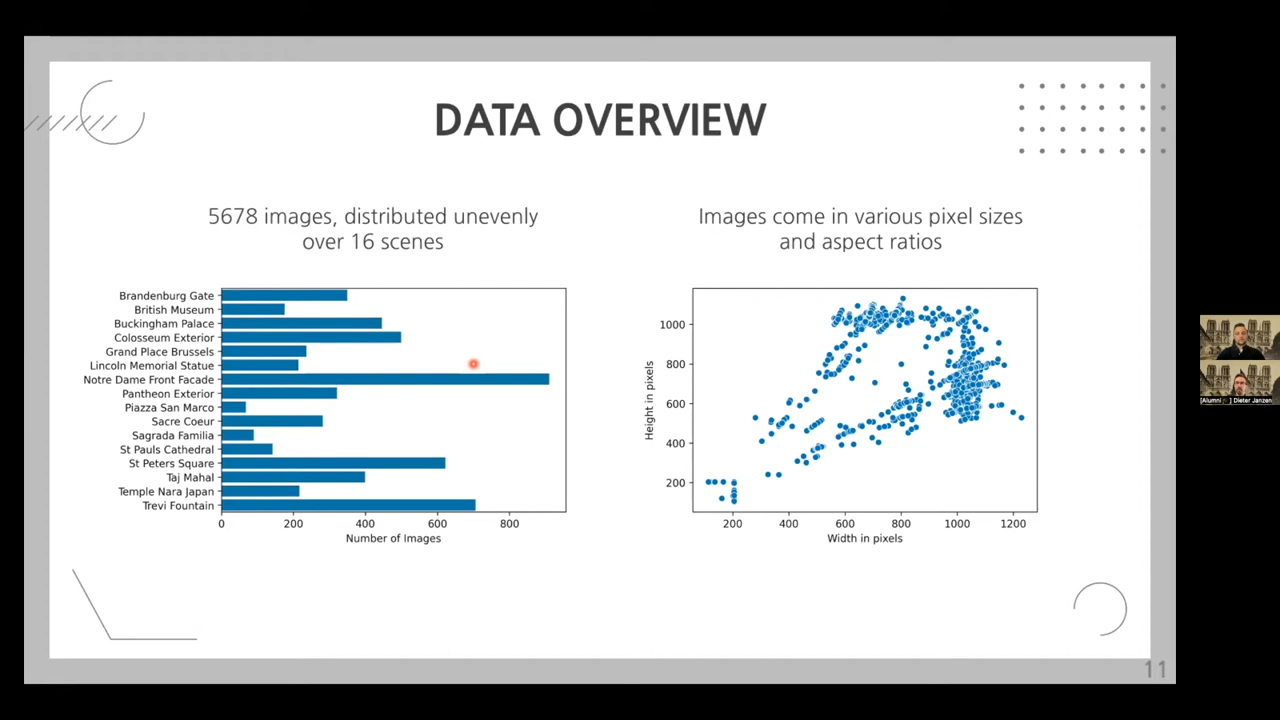 DATA OVERVIEW
5678 images, distributed unevenly
over 16 scenes
Brandenburg Gate
British Museum
Buckingham Palace
Colosseum Exterior
Grand Place Brussels
Lincoln Memorial Statue
Notre Dame Front Facade
Pantheon Exterior
Piazza San Marco
Sacre Coeur
Sagrada Familia
St Pauls Cathedral
St Peters Square
Taj Mahal
Temple Nara Japan
Trevi Fountain
0 200 400 600 800
Number of Images
Images come in various pixel sizes
and aspect ratios
Height in pixels
1000
800
600
400
200
200 400 600 800 1000 1200
Width in pixels
11
[Alumni] Dieter Janzen